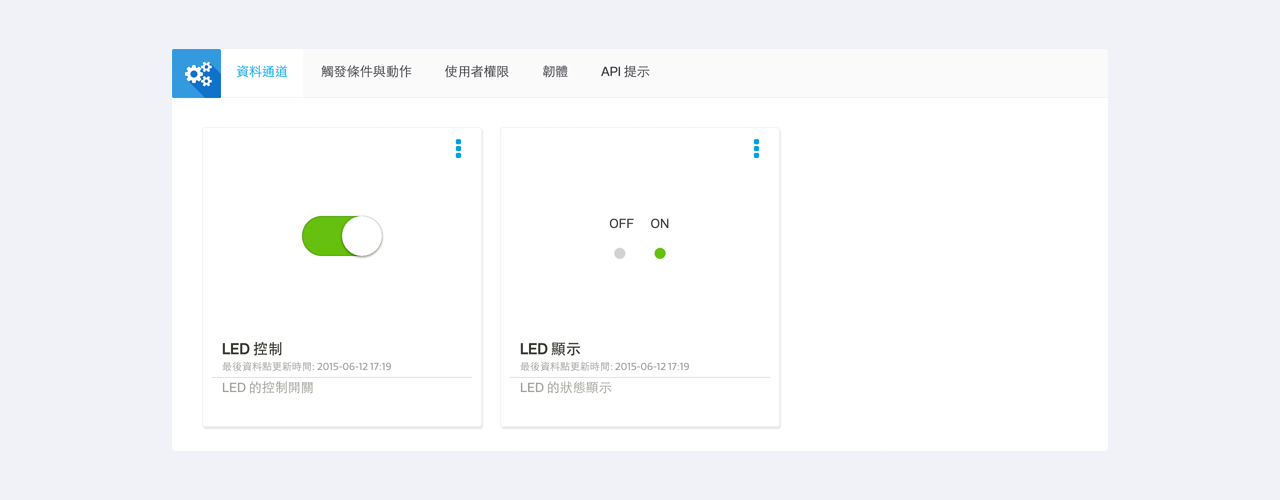 資料通道 觸發條件與動作 使用者權限 韌體 API 提示
OFF ON
LED 控制
最後資料點更新時間: 2015-06-12 17:19
LED 的控制開關
LED 顯示
最後資料點更新時間: 2015-06-12 17:19
LED 的狀態顯示